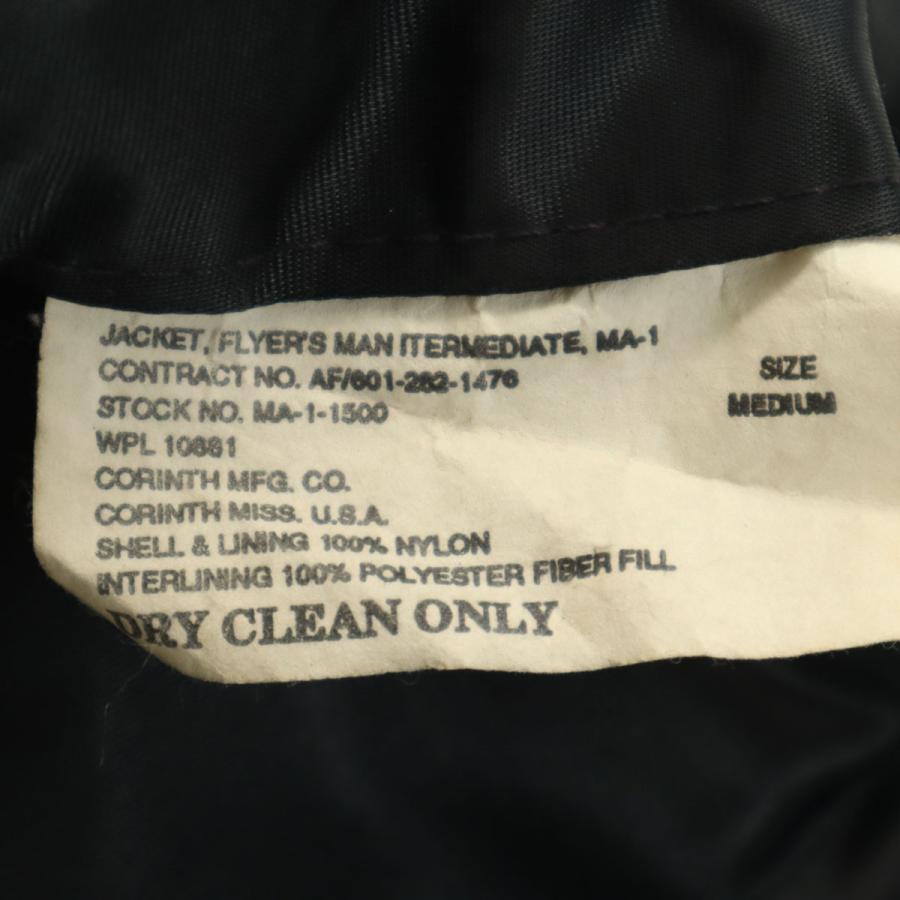 JACKET, FLYER'S MAN ITERMEDIATE, MA-1
CONTRACT NO. AF/601-282-1476
STOCK NO. MA-1-1500
WPL 10681
CORINTH MFG. CO.
CORINTH MISS. U.S.A.
SHELL & LINING 100% NYLON
INTERLINING 100% POLYESTER FIBER FILL
DRY CLEAN ONLY
SIZE
MEDIUM